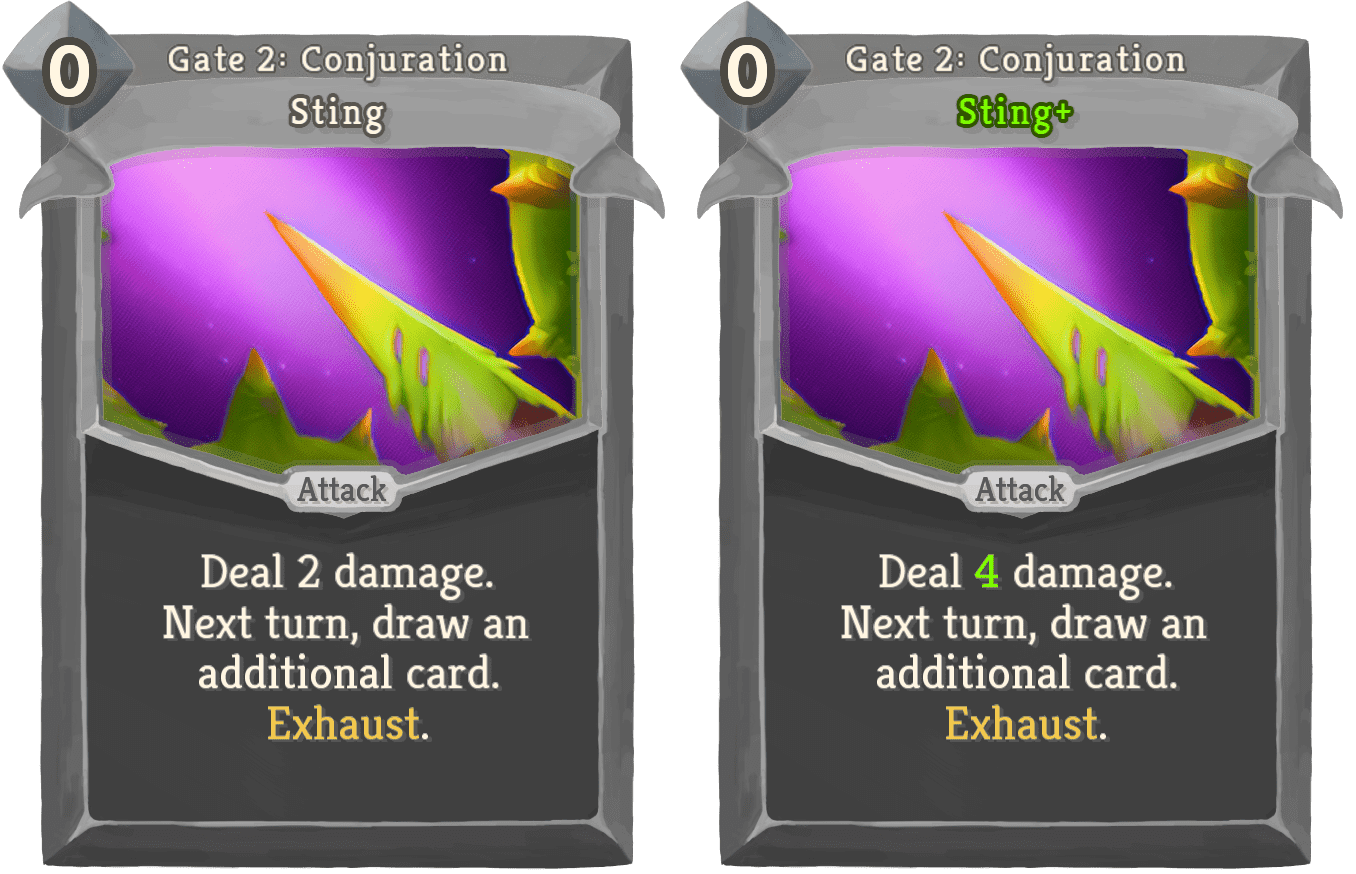 0
Gate 2: Conjuration
Sting
Attack
Deal 2 damage.
Next turn, draw an
additional card.
Exhaust.
0
Gate 2: Conjuration
Sting+
Attack
Deal 4 damage.
Next turn, draw an
additional card.
Exhaust.